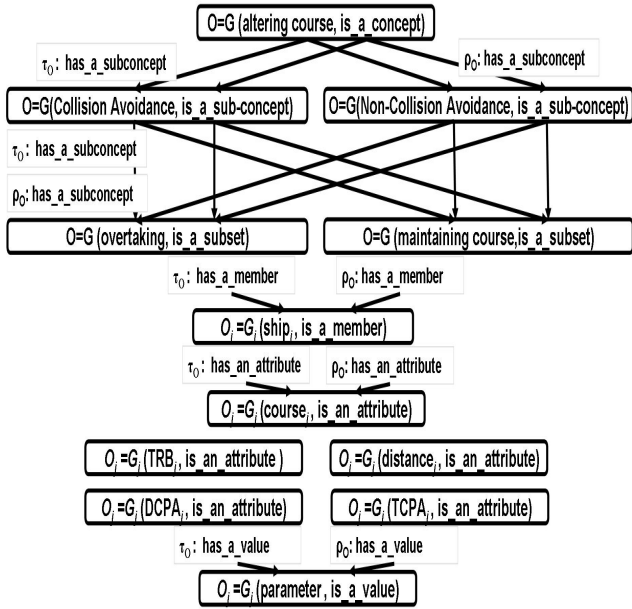 O=G (altering course, is_a_concept)
τ₀: has_a_subconcept
ρ₀: has_a_subconcept
O=G(Collision Avoidance, is_a_sub-concept)
O=G(Non-Collision Avoidance, is_a_sub-concept)
τ₀: has_a_subconcept
ρ₀: has_a_subconcept
O=G (overtaking, is_a_subset)
O=G (maintaining course,is_a_subset)
τ₀: has_a_member
ρ₀: has_a_member
Oᵢ=Gᵢ(shipᵢ, is_a_member)
τ₀: has_an_attribute
ρ₀: has_an_attribute
Oᵢ=Gᵢ(courseᵢ, is_an_attribute)
Oᵢ=Gᵢ(TRBᵢ, is_an_attribute )
Oᵢ=Gᵢ(distanceᵢ, is_an_attribute)
Oᵢ=Gᵢ(DCPAᵢ, is_an_attribute)
Oᵢ=Gᵢ(TCPAᵢ, is_an_attribute)
τ₀: has_a_value
ρ₀: has_a_value
Oᵢ=Gᵢ(parameter, is_a_value)